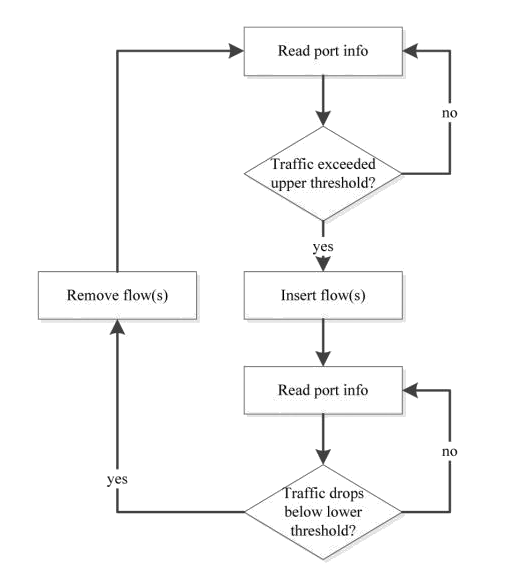 Read port info
no
Traffic exceeded
upper threshold?
yes
Remove flow(s)
Insert flow(s)
Read port info
no
yes
Traffic drops
below lower
threshold?